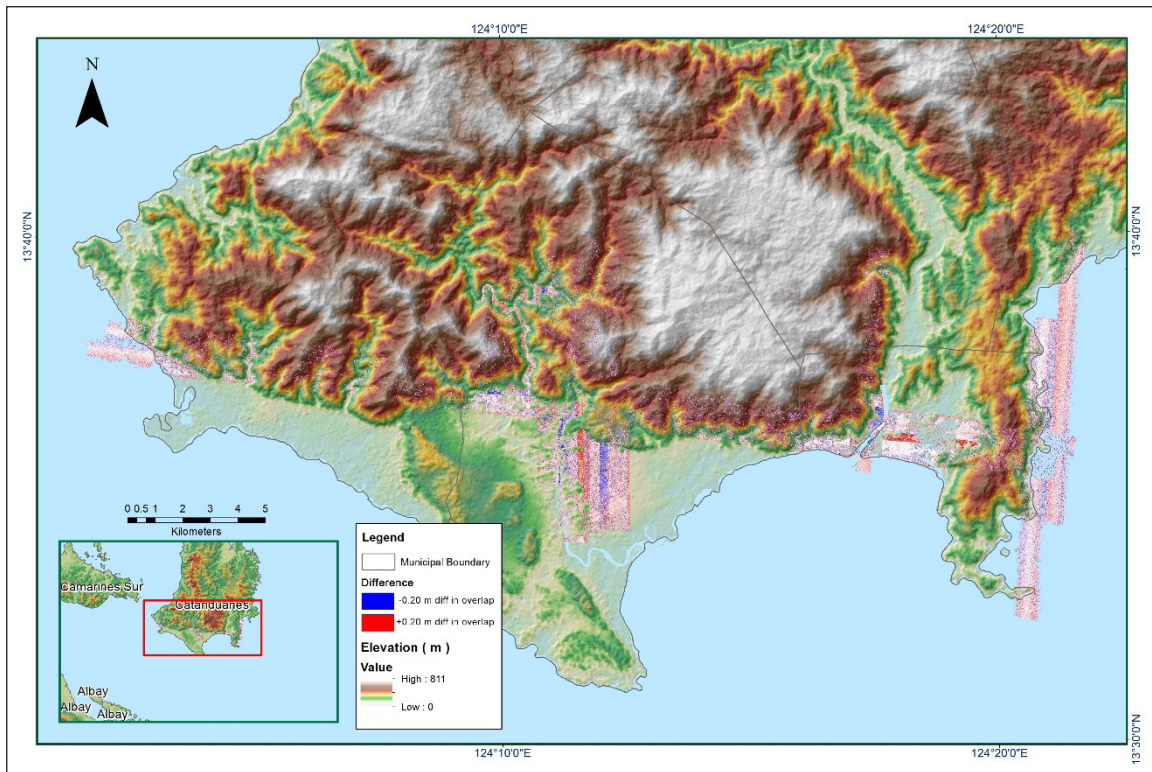 124°10'0"E
124°20'0"E
N
13°40'0"N
13°40'0"N
0 0.5 1 2 3 4 5
Kilometers
Camarines Sur
Catanduanes
Albay
Albay
Albay
Legend
Municipal Boundary
Difference
-0.20 m diff in overlap
+0.20 m diff in overlap
Elevation ( m )
Value
High : 811
Low : 0
13°30'0"N
124°10'0"E
124°20'0"E